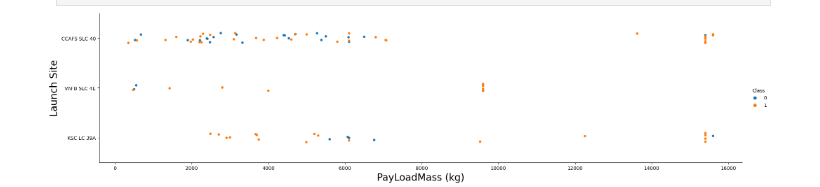 CCAFS SLC 40
VAFB SLC 4E
KSC LC 39A
Launch Site
0
2000
4000
6000
8000
10000
12000
14000
16000
PayLoadMass (kg)
Class
0
1